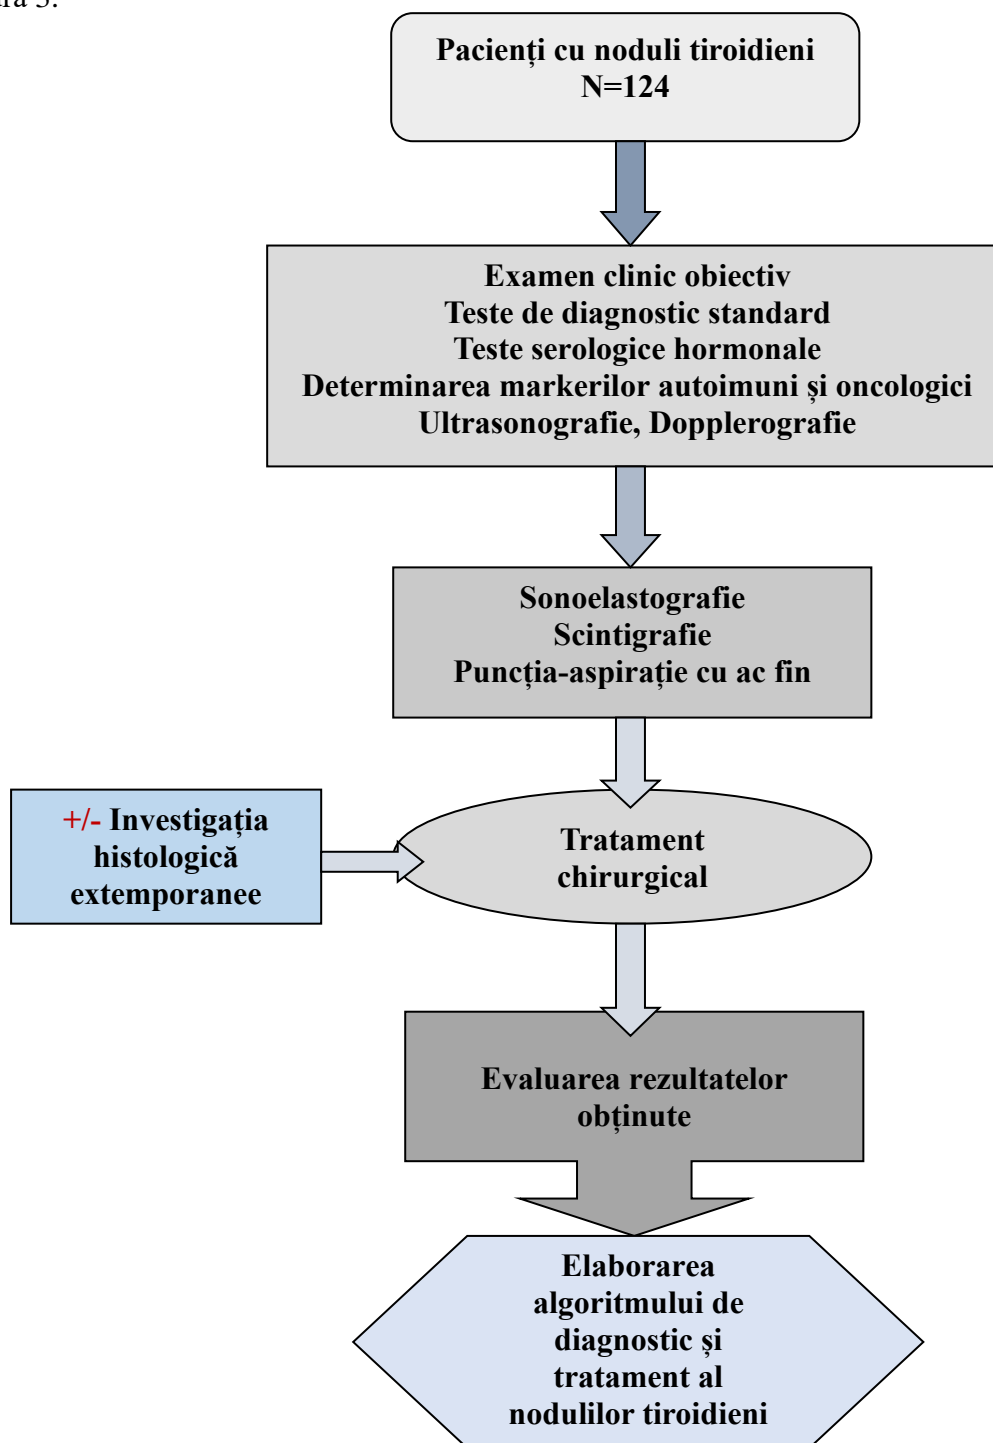 Pacienți cu noduli tiroidieni
N=124
Examen clinic obiectiv
Teste de diagnostic standard
Teste serologice hormonale
Determinarea markerilor autoimuni și oncologici
Ultrasonografie, Dopplerografie
Sonoelastografie
Scintigrafie
Puncția-aspirație cu ac fin
+/- Investigația
histologică
extemporanee
Tratament
chirurgical
Evaluarea rezultatelor
obținute
Elaborarea
algoritmului de
diagnostic și
tratament al
nodulilor tiroidieni